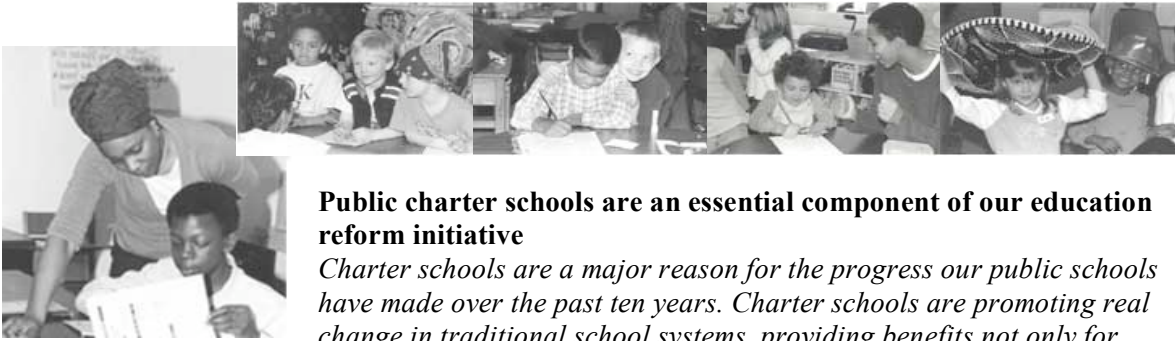 Public charter schools are an essential component of our education
reform initiative
Charter schools are a major reason for the progress our public schools
have made over the past ten years. Charter schools are promoting real
change in traditional school systems, providing benefits not only for